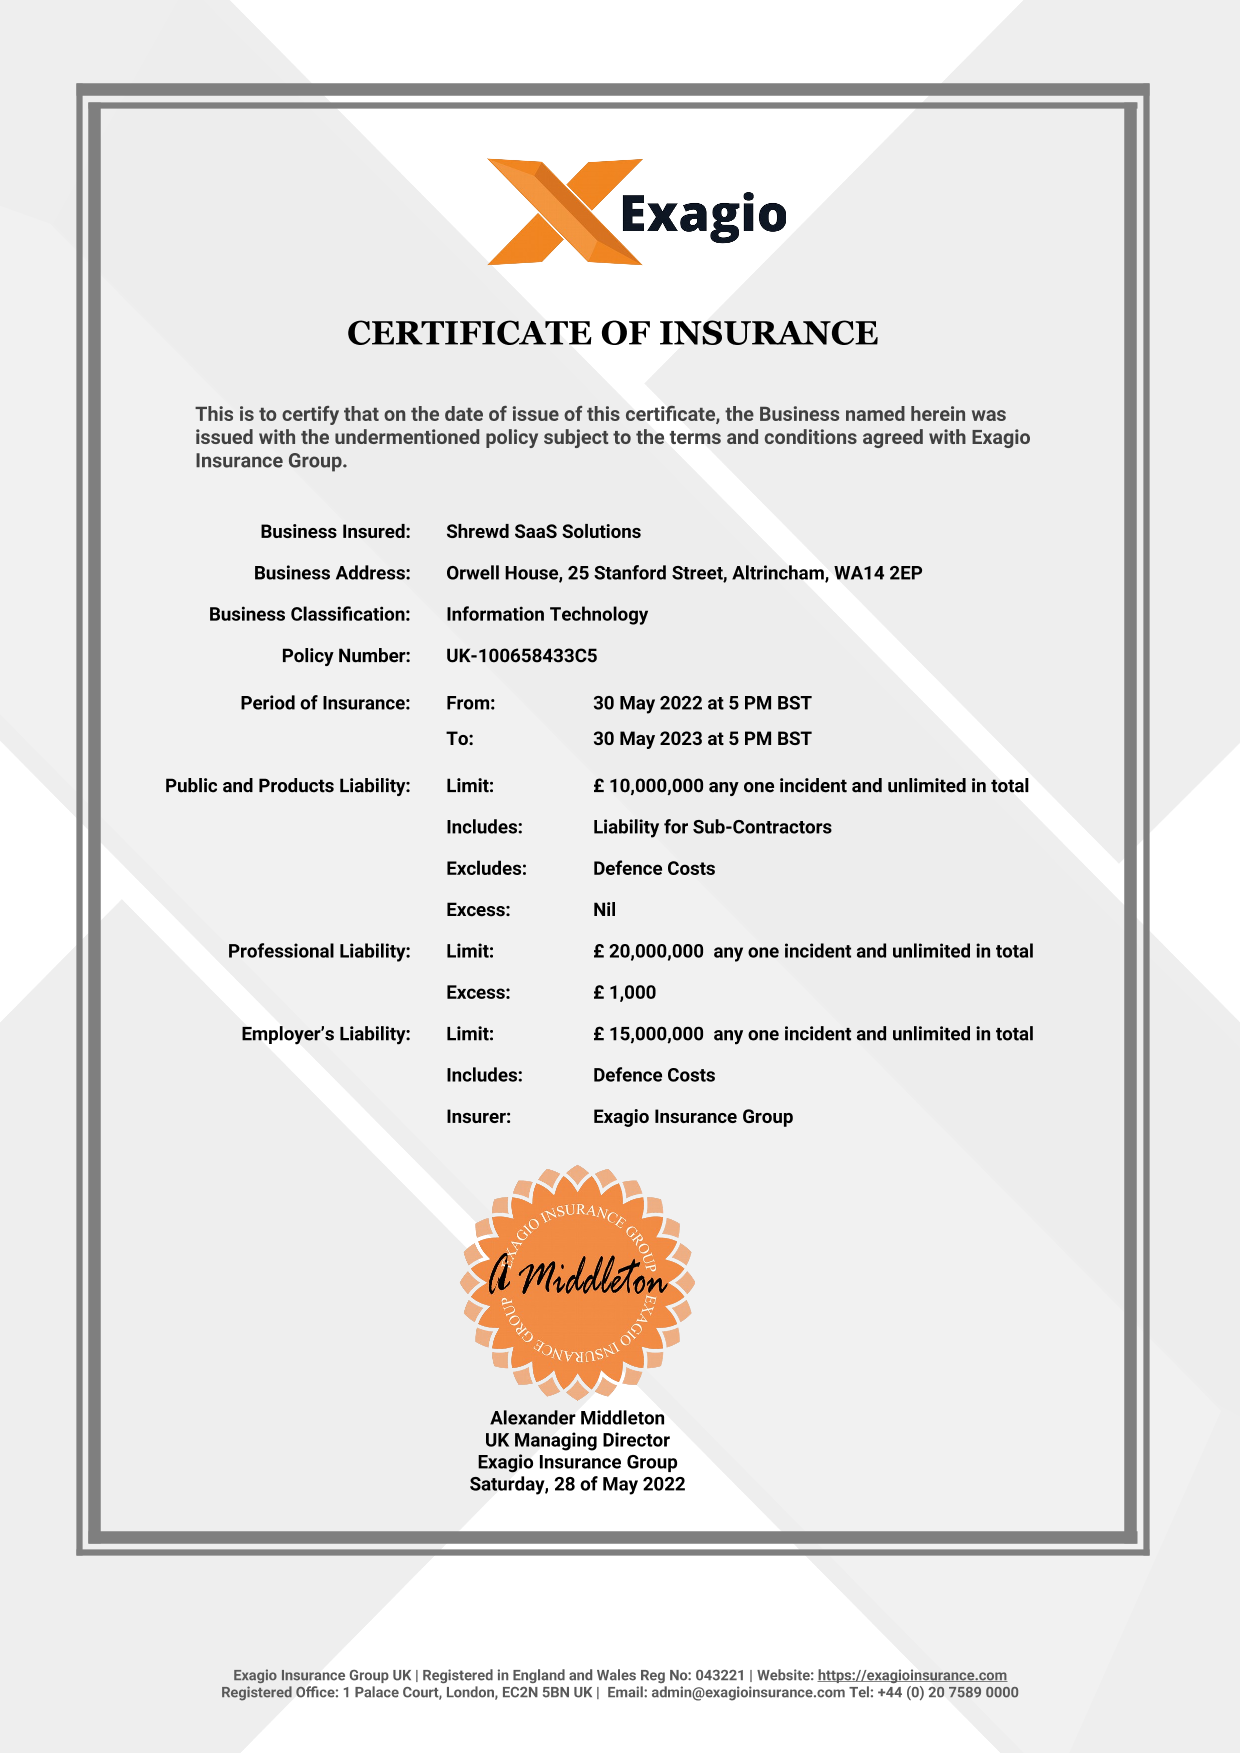 Exagio
CERTIFICATE OF INSURANCE
This is to certify that on the date of issue of this certificate, the Business named herein was
issued with the undermentioned policy subject to the terms and conditions agreed with Exagio
Insurance Group.
Business Insured: Shrewd SaaS Solutions
Business Address: Orwell House, 25 Stanford Street, Altrincham, WA14 2EP
Business Classification: Information Technology
Policy Number: UK-100658433C5
Period of Insurance: From: 30 May 2022 at 5 PM BST
To: 30 May 2023 at 5 PM BST
Public and Products Liability: Limit: £ 10,000,000 any one incident and unlimited in total
Includes: Liability for Sub-Contractors
Excludes: Defence Costs
Excess: Nil
Professional Liability: Limit: £ 20,000,000 any one incident and unlimited in total
Excess: £ 1,000
Employer’s Liability: Limit: £ 15,000,000 any one incident and unlimited in total
Includes: Defence Costs
Insurer: Exagio Insurance Group
EXAGIO INSURANCE GROUP
A Middleton
EXAGIO INSURANCE GROUP
Alexander Middleton
UK Managing Director
Exagio Insurance Group
Saturday, 28 of May 2022
Exagio Insurance Group UK | Registered in England and Wales Reg No: 043221 | Website: https://exagioinsurance.com
Registered Office: 1 Palace Court, London, EC2N 5BN UK | Email: admin@exagioinsurance.com Tel: +44 (0) 20 7589 0000